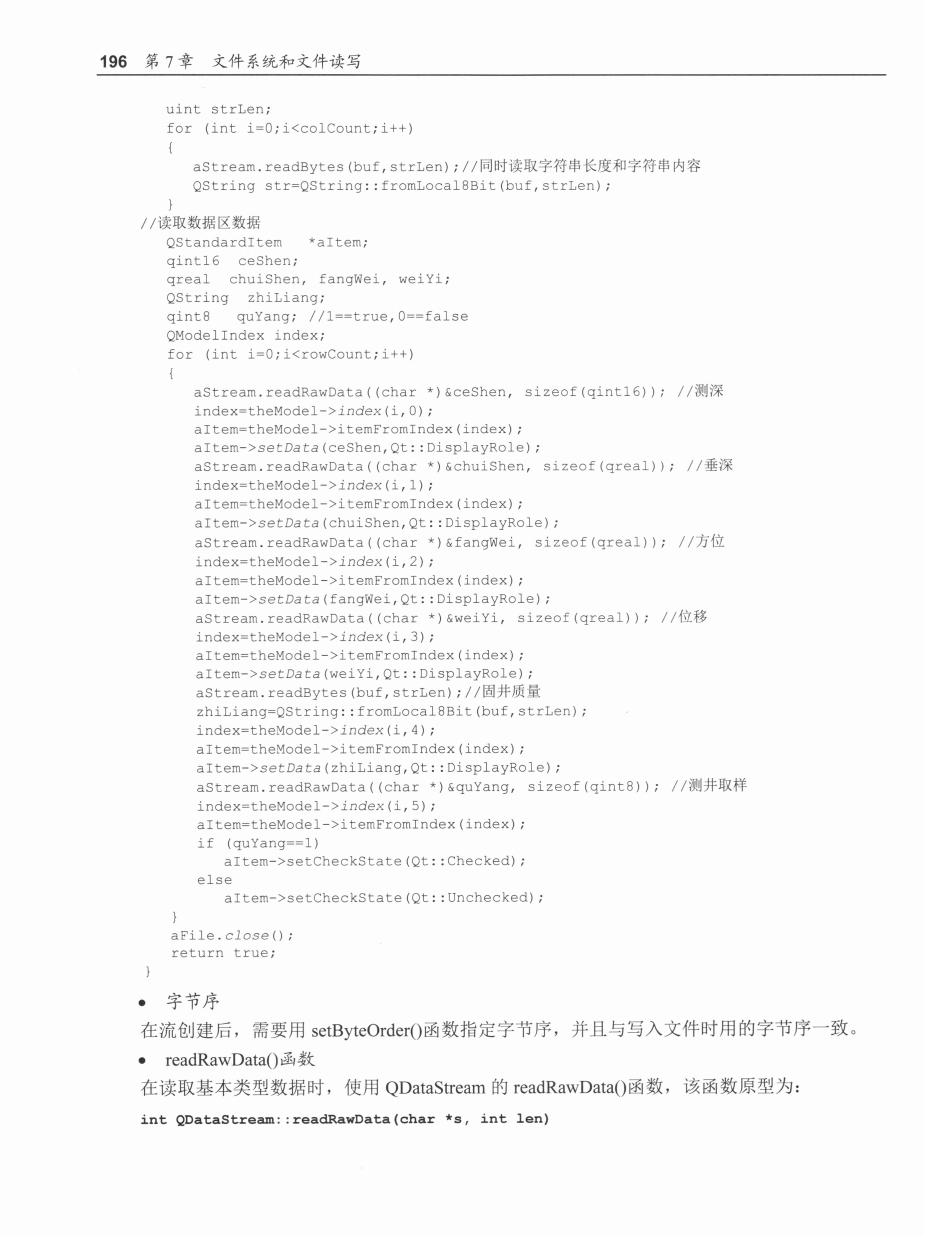 196 第 7 章 文件系统和文件读写
uint strLen;
for (int i=0;i<colCount;i++)
{
aStream.readBytes(buf,strLen);//同时读取字符串长度和字符串内容
QString str=QString::fromLocal8Bit(buf,strLen);
}
//读取数据区数据
QStandardItem *aItem;
qint16 ceShen;
qreal chuiShen, fangWei, weiYi;
QString zhiLiang;
qint8 quYang; //1==true,0==false
QModelIndex index;
for (int i=0;i<rowCount;i++)
{
aStream.readRawData((char *)&ceShen, sizeof(qint16)); //测深
index=theModel->index(i,0);
aItem=theModel->itemFromIndex(index);
aItem->setData(ceShen,Qt::DisplayRole);
aStream.readRawData((char *)&chuiShen, sizeof(qreal)); //垂深
index=theModel->index(i,1);
aItem=theModel->itemFromIndex(index);
aItem->setData(chuiShen,Qt::DisplayRole);
aStream.readRawData((char *)&fangWei, sizeof(qreal)); //方位
index=theModel->index(i,2);
aItem=theModel->itemFromIndex(index);
aItem->setData(fangWei,Qt::DisplayRole);
aStream.readRawData((char *)&weiYi, sizeof(qreal)); //位移
index=theModel->index(i,3);
aItem=theModel->itemFromIndex(index);
aItem->setData(weiYi,Qt::DisplayRole);
aStream.readBytes(buf,strLen);//固井质量
zhiLiang=QString::fromLocal8Bit(buf,strLen);
index=theModel->index(i,4);
aItem=theModel->itemFromIndex(index);
aItem->setData(zhiLiang,Qt::DisplayRole);
aStream.readRawData((char *)&quYang, sizeof(qint8)); //测井取样
index=theModel->index(i,5);
aItem=theModel->itemFromIndex(index);
if (quYang==1)
aItem->setCheckState(Qt::Checked);
else
aItem->setCheckState(Qt::Unchecked);
}
aFile.close();
return true;
}
• 字节序
在流创建后，需要用 setByteOrder()函数指定字节序，并且与写入文件时用的字节序一致。
• readRawData()函数
在读取基本类型数据时，使用 QDataStream 的 readRawData()函数，该函数原型为：
int QDataStream::readRawData(char *s, int len)